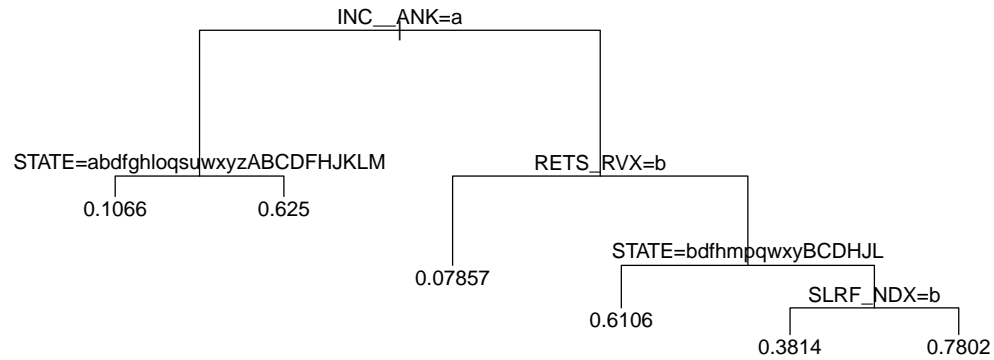 INC__ANK=a
STATE=abdfghloqsuwxyzABCDFHJKLM
RETS_RVX=b
0.1066
0.625
STATE=bdfhmpqwxyBCDHJL
0.07857
SLRF_NDX=b
0.6106
0.3814
0.7802